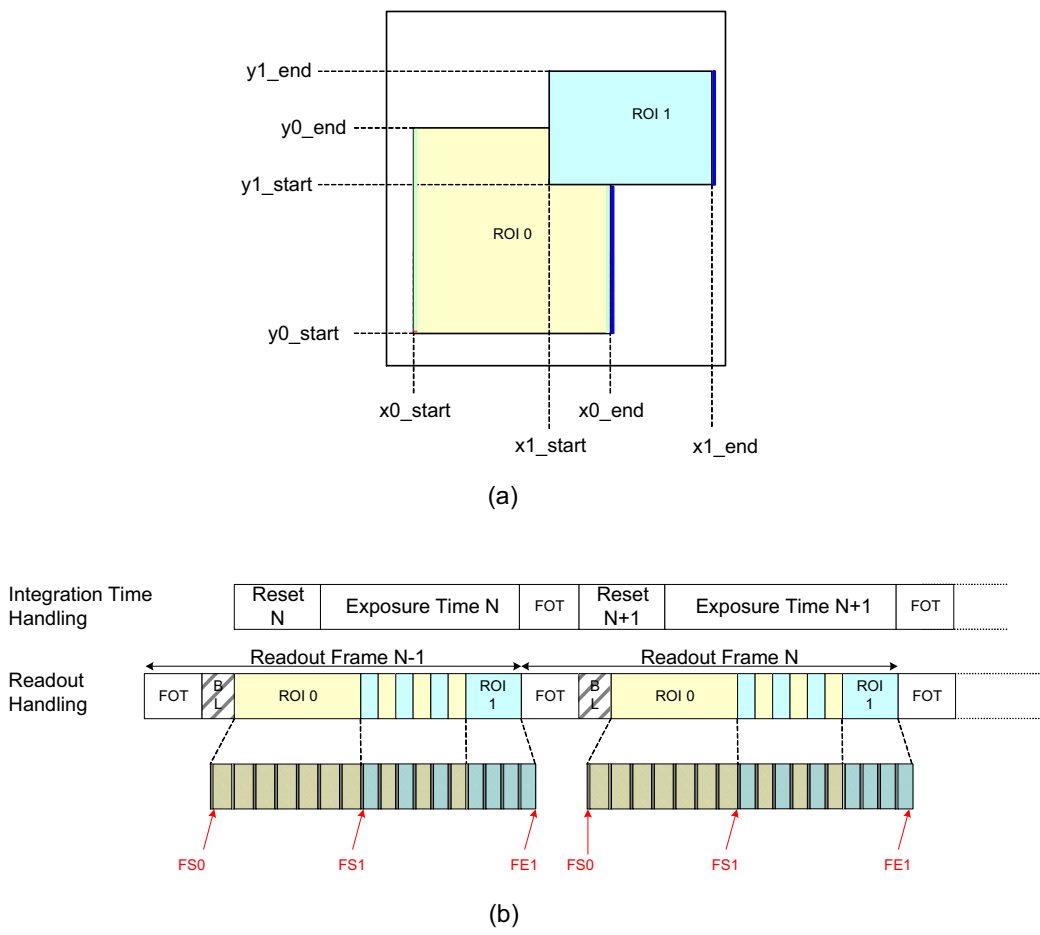 y1_end
ROI 1
y0_end
y1_start
ROI 0
y0_start
x0_start
x0_end
x1_start
x1_end
(a)
Integration Time
Handling
Reset
N
Exposure Time N
FOT
Reset
N+1
Exposure Time N+1
FOT
Readout Frame N-1
Readout Frame N
Readout
Handling
FOT
B
L
ROI 0
ROI
1
FOT
B
L
ROI 0
ROI
1
FOT
FS0
FS1
FE1
FS0
FS1
FE1
(b)